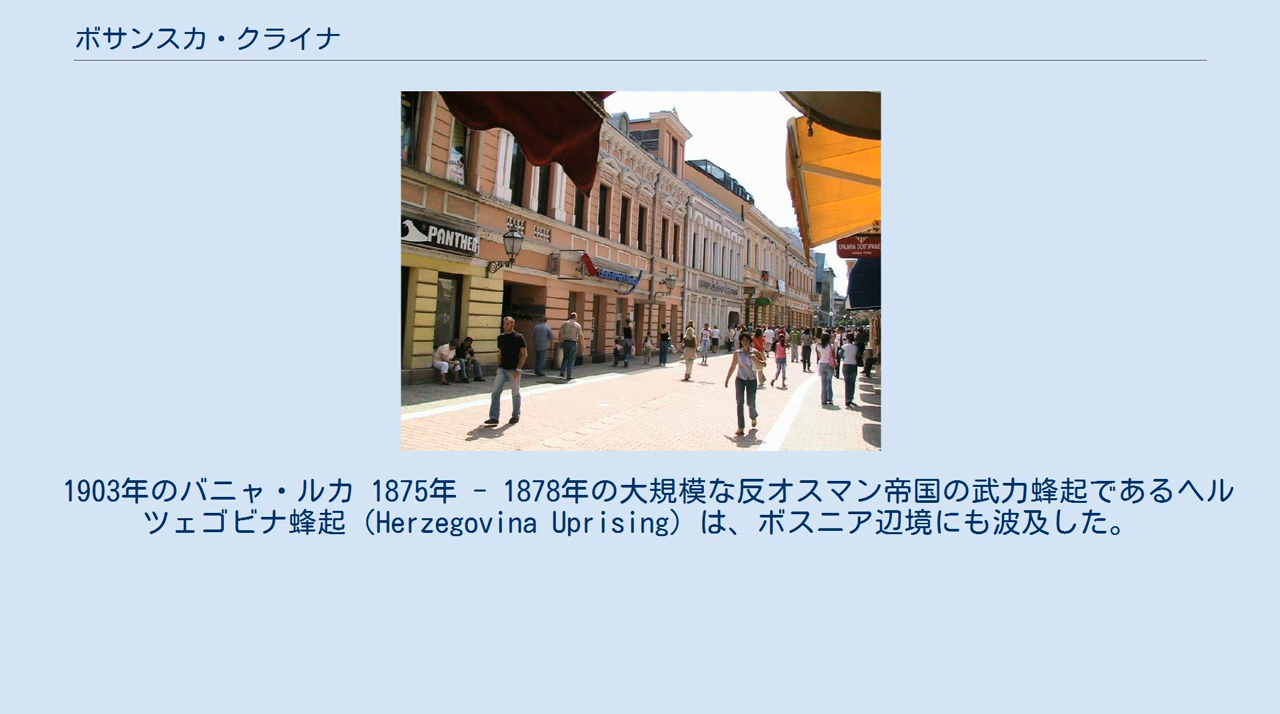 ボサンスカ・クライナ
PANTHER
1903年のバニャ・ルカ 1875年 - 1878年の大規模な反オスマン帝国の武力蜂起であるヘル
ツェゴビナ蜂起（Herzegovina Uprising）は、ボスニア辺境にも波及した。